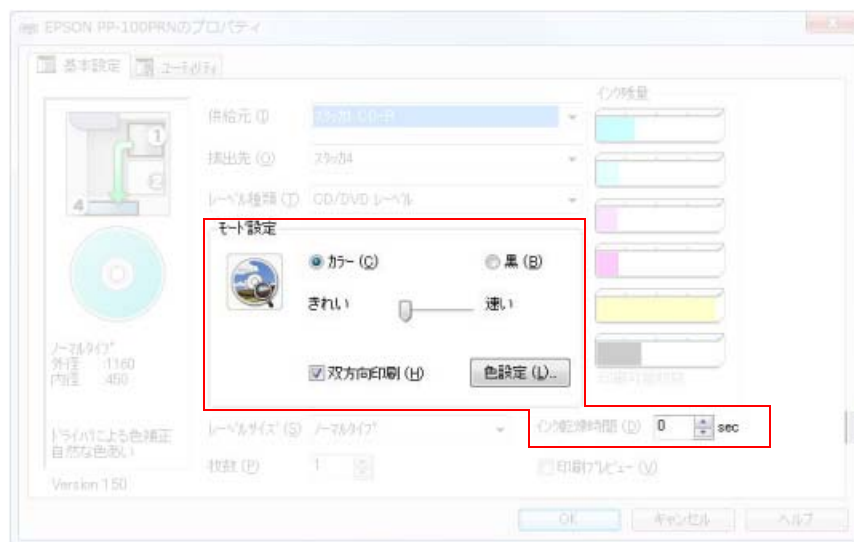 EPSON PP-100PRNのプロパティ
基本設定 ユーティリティ
供給元 (I) スタッカ1 CD-R
インク残量
排出先 (O) スタッカ4
レーベル種類 (T) CD/DVD レーベル
1
2
4
モード設定
カラー (C) 黒 (B)
きれい 速い
双方向印刷 (H) 色設定 (L)...
ノーマルタイプ
外径 :1160
内径 :450
ドライバによる色補正
自然な色あい
Version 1.50
レーベルサイズ (S) ノーマルタイプ
インク乾燥時間 (D) 0 sec
枚数 (P) 1
印刷プレビュー (V)
OK キャンセル ヘルプ